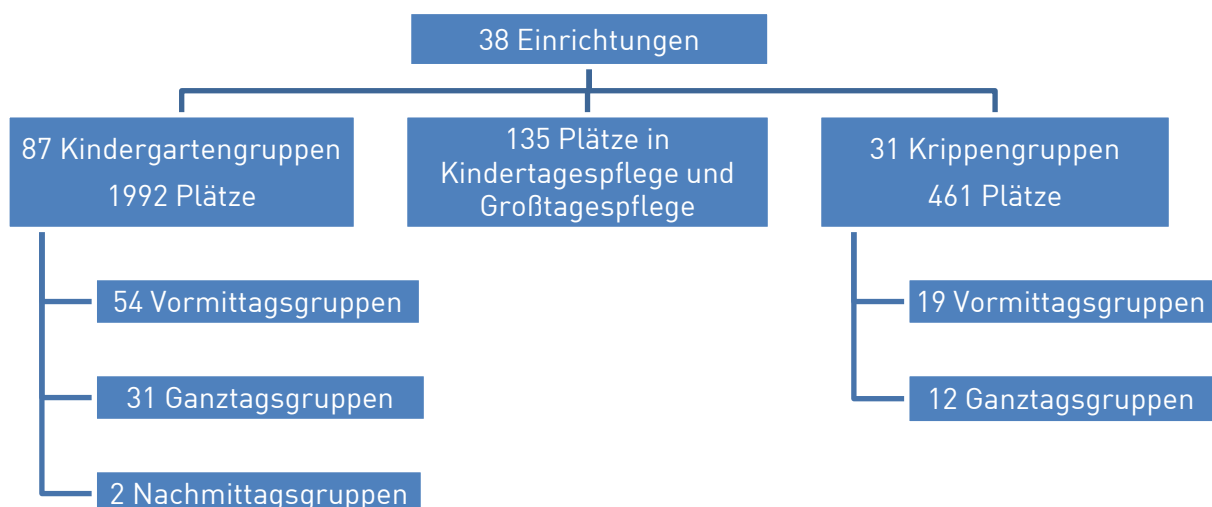 38 Einrichtungen
87 Kindergartengruppen
1992 Plätze
135 Plätze in
Kindertagespflege und
Großtagespflege
31 Krippengruppen
461 Plätze
54 Vormittagsgruppen
31 Ganztagsgruppen
2 Nachmittagsgruppen
19 Vormittagsgruppen
12 Ganztagsgruppen